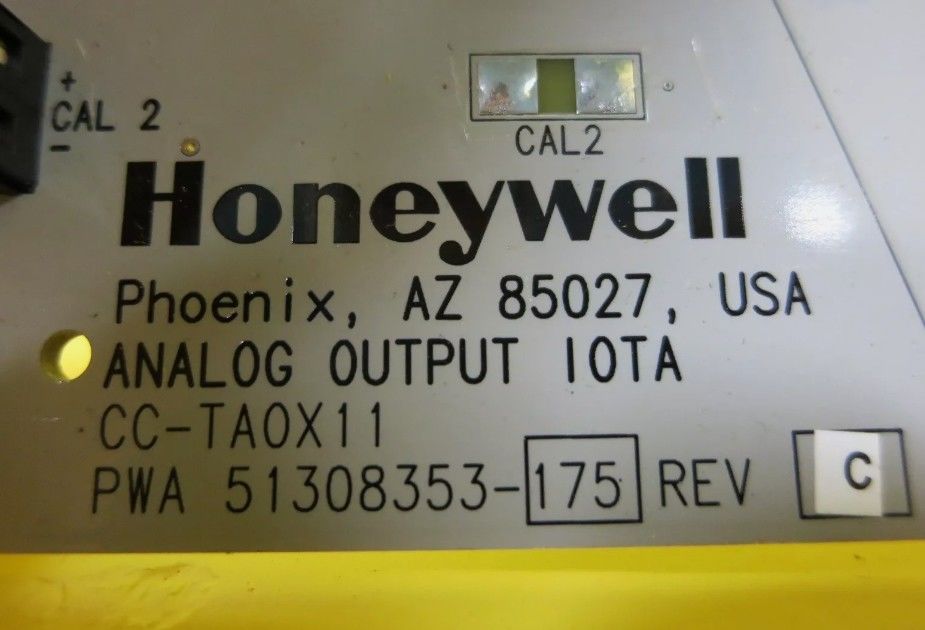 +
CAL 2
-
CAL2
Honeywell
Phoenix, AZ 85027, USA
ANALOG OUTPUT IOTA
CC-TAOX11
PWA 51308353-175 REV C